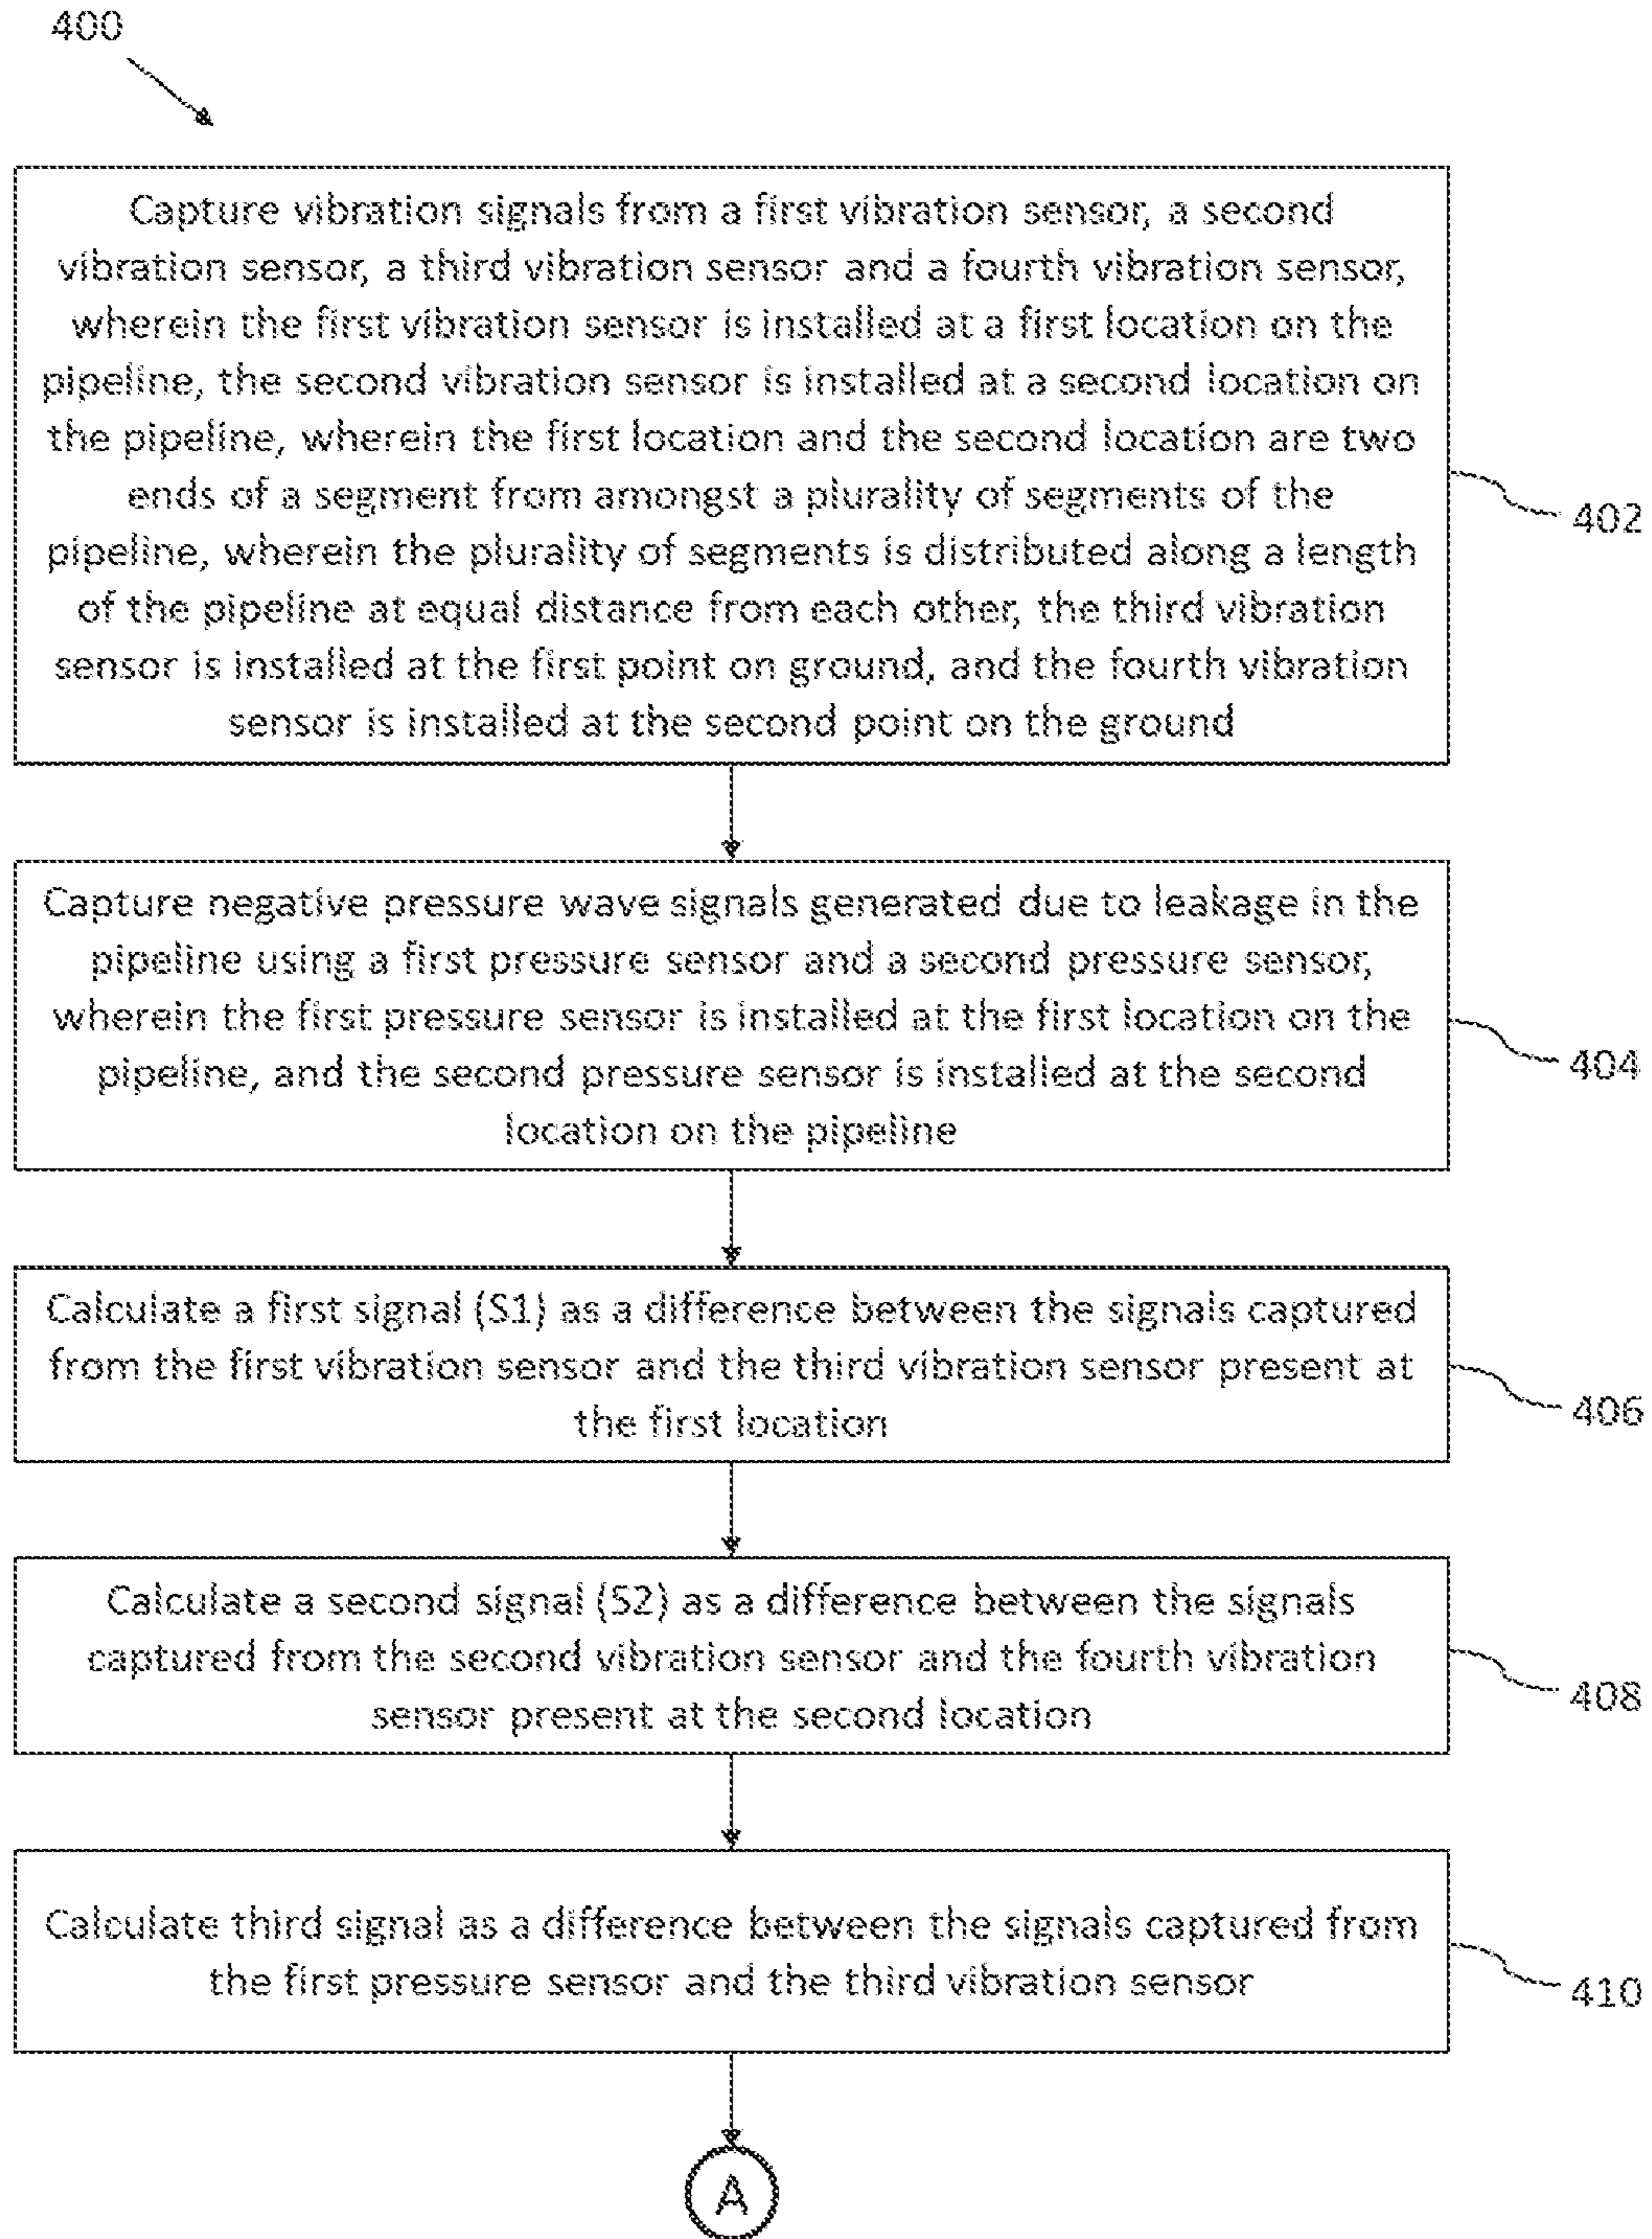 400
Capture vibration signals from a first vibration sensor, a second
vibration sensor, a third vibration sensor and a fourth vibration sensor,
wherein the first vibration sensor is installed at a first location on the
pipeline, the second vibration sensor is installed at a second location on
the pipeline, wherein the first location and the second location are two
ends of a segment from amongst a plurality of segments of the
pipeline, wherein the plurality of segments is distributed along a length
of the pipeline at equal distance from each other, the third vibration
sensor is installed at the first point on ground, and the fourth vibration
sensor is installed at the second point on the ground
402
Capture negative pressure wave signals generated due to leakage in the
pipeline using a first pressure sensor and a second pressure sensor,
wherein the first pressure sensor is installed at the first location on the
pipeline, and the second pressure sensor is installed at the second
location on the pipeline
404
Calculate a first signal (S1) as a difference between the signals captured
from the first vibration sensor and the third vibration sensor present at
the first location
406
Calculate a second signal (S2) as a difference between the signals
captured from the second vibration sensor and the fourth vibration
sensor present at the second location
408
Calculate third signal as a difference between the signals captured from
the first pressure sensor and the third vibration sensor
410
A